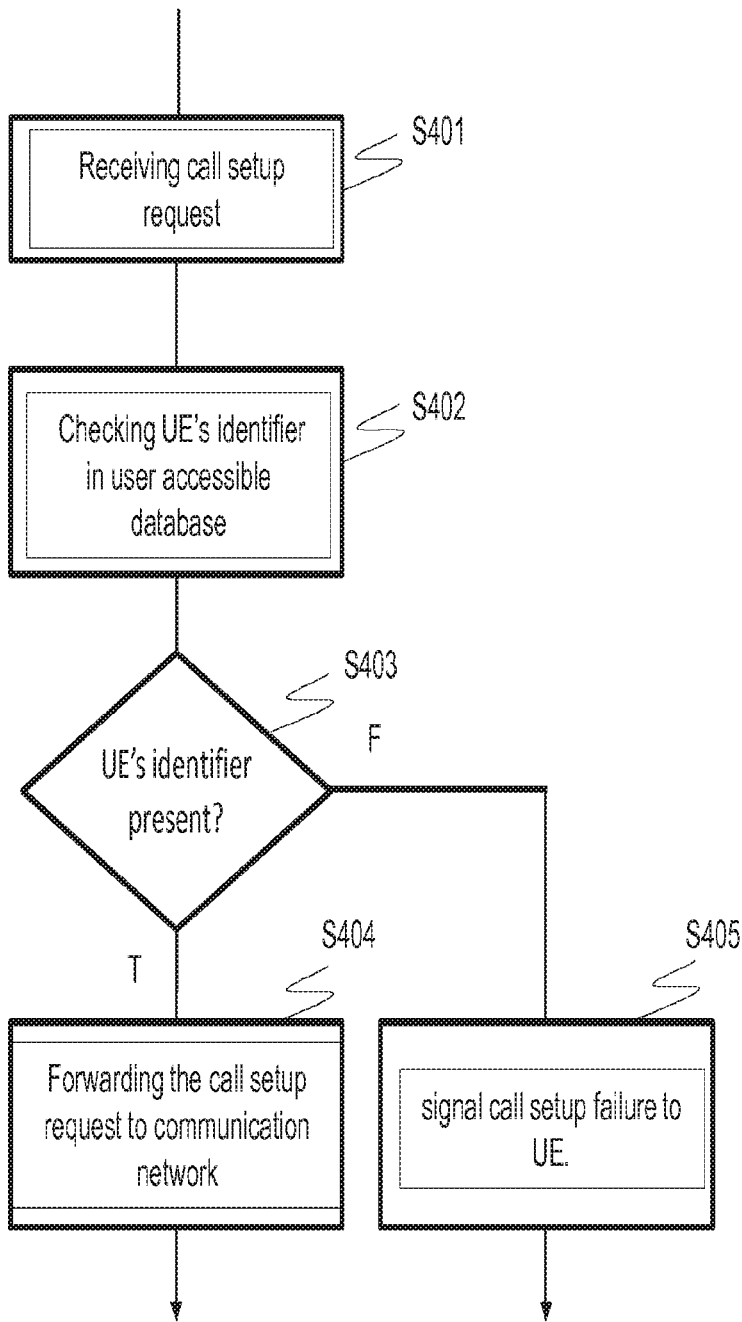 S401
Receiving call setup
request
S402
Checking UE's identifier
in user accessible
database
S403
F
UE's identifier
present?
T
S404
S405
Forwarding the call setup
request to communication
network
signal call setup failure to
UE.